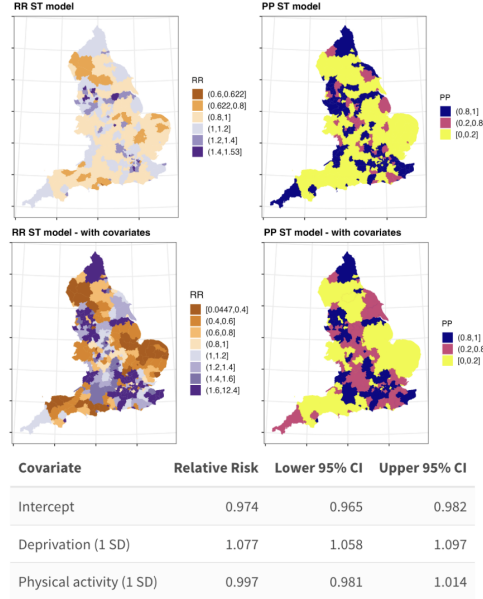 RR ST model
PP ST model
RR
(0.6,0.622]
(0.622,0.8]
(0.8,1]
(1,1.2]
(1.2,1.4]
(1.4,1.53]
PP
(0.8,1]
(0.2,0.8
[0,0.2]
RR ST model - with covariates
PP ST model - with covariates
RR
[0.0447,0.4]
(0.4,0.6]
(0.6,0.8]
(0.8,1]
(1,1.2]
(1.2,1.4]
(1.4,1.6]
(1.6,12.4]
PP
(0.8,1]
(0.2,0.8
[0,0.2]
Covariate Relative Risk Lower 95% CI Upper 95% CI
Intercept 0.974 0.965 0.982
Deprivation (1 SD) 1.077 1.058 1.097
Physical activity (1 SD) 0.997 0.981 1.014